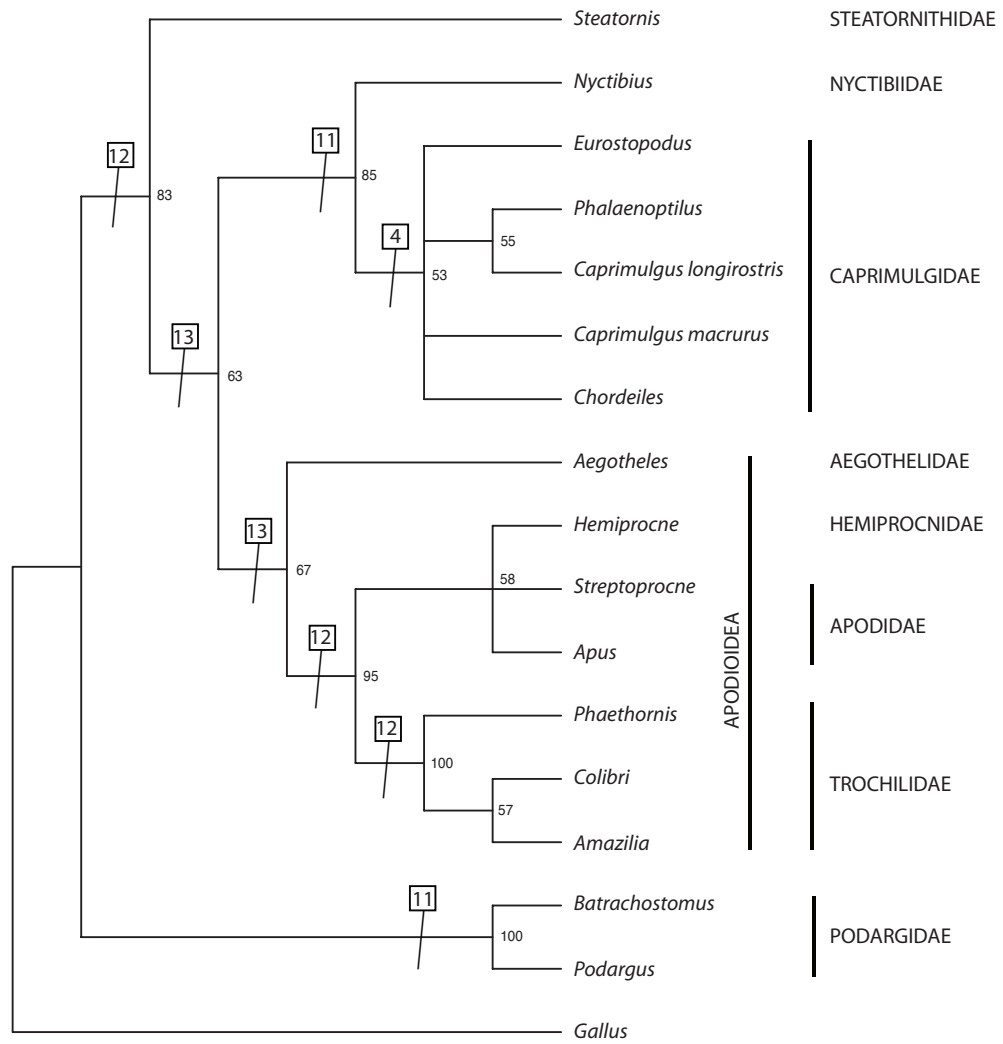 Steatornis STEATORNITHIDAE
Nyctibius NYCTIBIIDAE
11
Eurostopodus
12
85
83
Phalaenoptilus
4
55
53
Caprimulgus longirostris CAPRIMULGIDAE
13
Caprimulgus macrurus
63
Chordeiles
Aegotheles AEGOTHELIDAE
13
Hemiprocne HEMIPROCNIDAE
67
58
Streptoprocne
APODIDAE
12
Apus
95
APODIOIDEA
Phaethornis
12
100
Colibri
TROCHILIDAE
57
Amazilia
11
Batrachostomus
100
PODARGIDAE
Podargus
Gallus